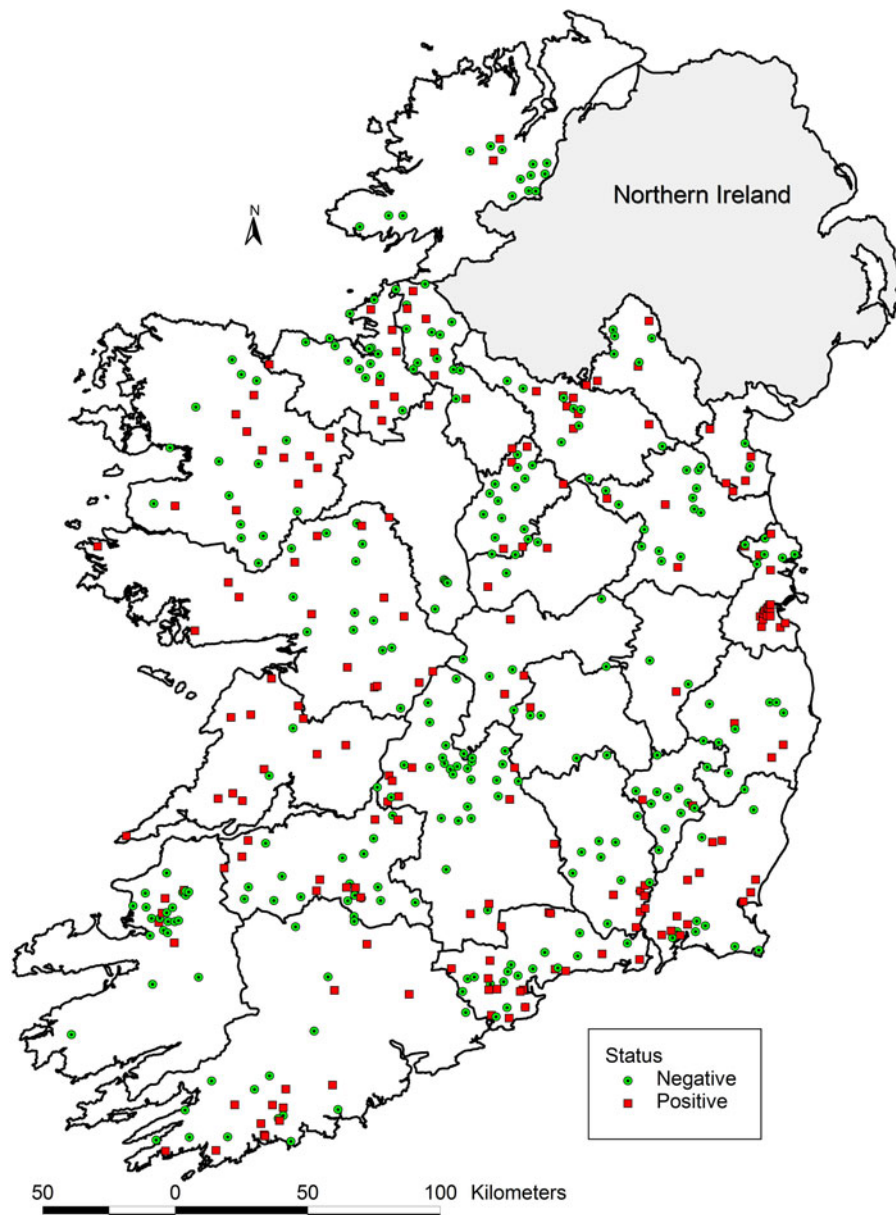 Northern Ireland
N
Status
Negative
Positive
50 0 50 100 Kilometers